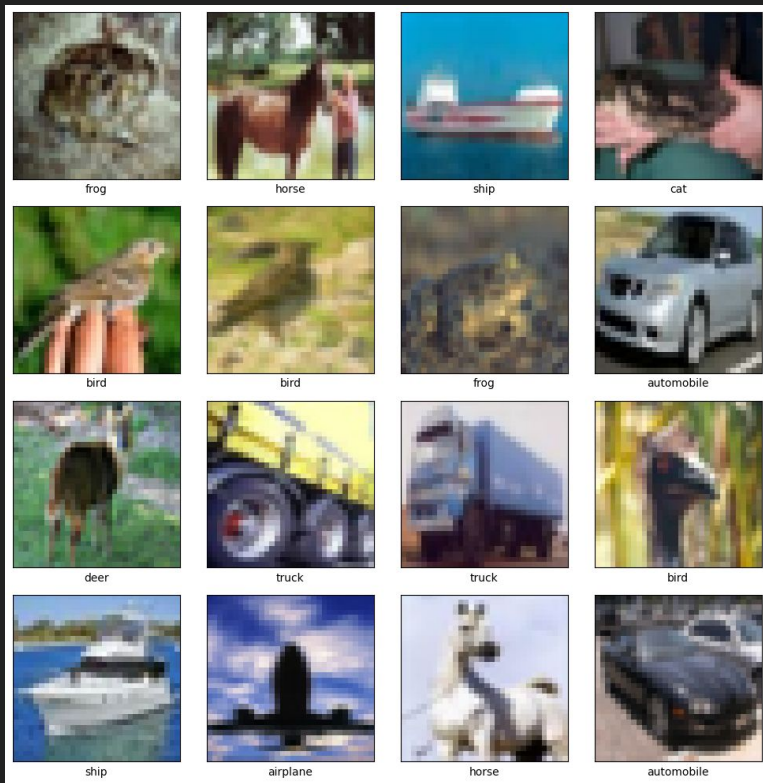 frog horse ship cat
bird bird frog automobile
deer truck truck bird
ship airplane horse automobile